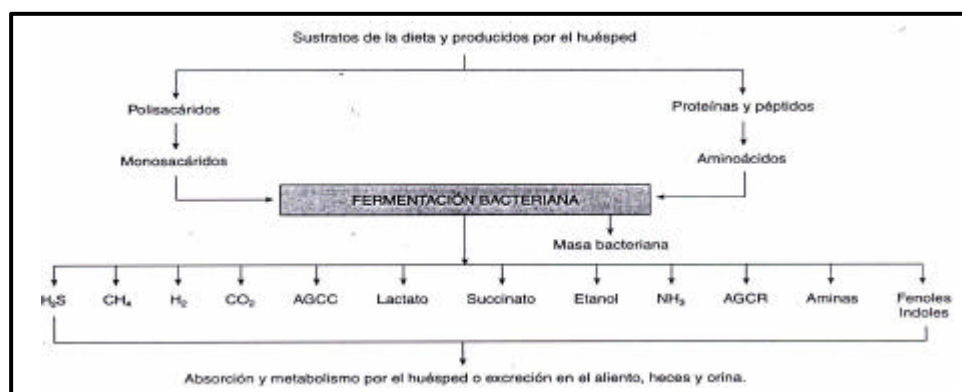 Sustratos de la dieta y producidos por el huésped
Polisacáridos
Proteínas y péptidos
Monosacáridos
Aminoácidos
FERMENTACIÓN BACTERIANA
Masa bacteriana
H₂S CH₄ H₂ CO₂ AGCC Lactato Succinato Etanol NH₃ AGCR Aminas Fenoles
Indoles
Absorción y metabolismo por el huésped o excreción en el aliento, heces y orina.